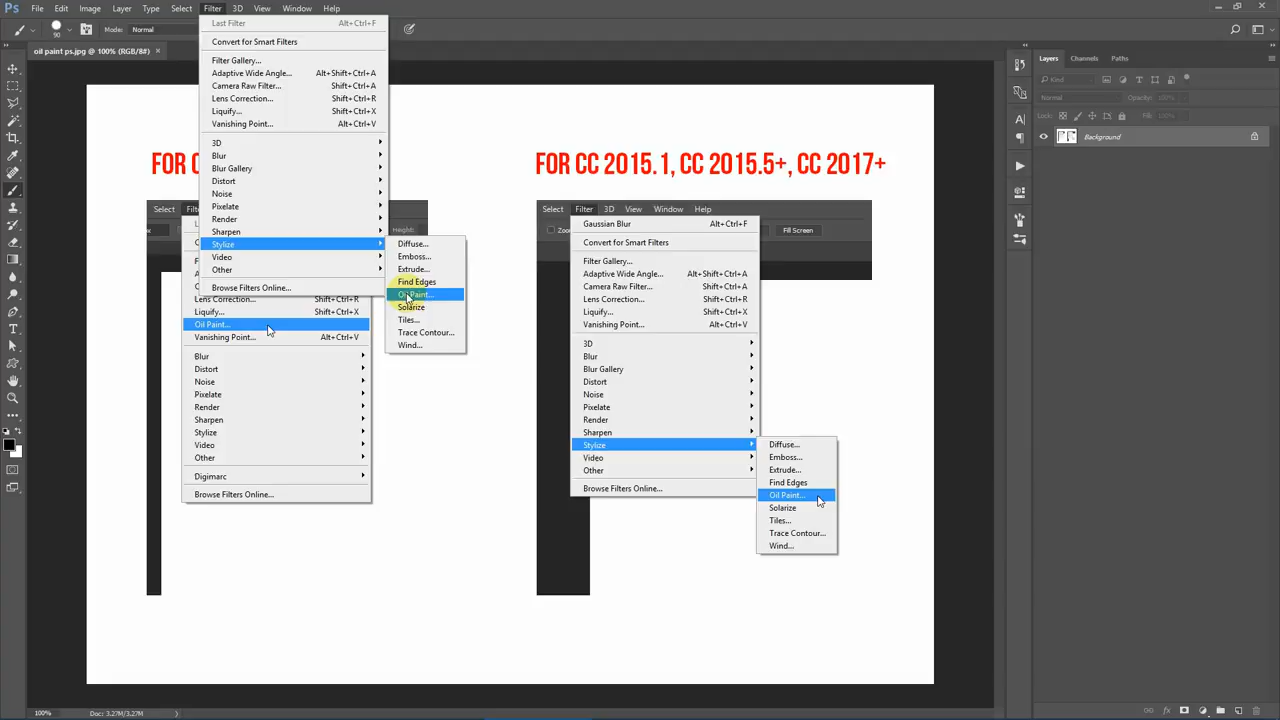 Ps File Edit Image Layer Type Select Filter 3D View Window Help
90 Mode: Normal
oil paint ps.jpg @ 100% (RGB/8#) ×
Last Filter Alt+Ctrl+F
Convert for Smart Filters
Filter Gallery...
Adaptive Wide Angle... Alt+Shift+Ctrl+A
Camera Raw Filter... Shift+Ctrl+A
Lens Correction... Shift+Ctrl+R
Liquify... Shift+Ctrl+X
Vanishing Point... Alt+Ctrl+V
3D
Blur
Blur Gallery
Distort
Noise
Pixelate
Render
Sharpen
Stylize
Video
Other
Browse Filters Online...
Diffuse...
Emboss...
Extrude...
Find Edges
Oil Paint...
Solarize
Tiles...
Trace Contour...
Wind...
FOR C
Select Filte
Height:
Lens Correction... Shift+Ctrl+R
Liquify... Shift+Ctrl+X
Oil Paint...
Vanishing Point... Alt+Ctrl+V
Blur
Distort
Noise
Pixelate
Render
Sharpen
Stylize
Video
Other
Digimarc
Browse Filters Online...
FOR CC 2015.1, CC 2015.5+, CC 2017+
Select Filter 3D View Window Help
Zoo Fill Screen
Gaussian Blur Alt+Ctrl+F
Convert for Smart Filters
Filter Gallery...
Adaptive Wide Angle... Alt+Shift+Ctrl+A
Camera Raw Filter... Shift+Ctrl+A
Lens Correction... Shift+Ctrl+R
Liquify... Shift+Ctrl+X
Vanishing Point... Alt+Ctrl+V
3D
Blur
Blur Gallery
Distort
Noise
Pixelate
Render
Sharpen
Stylize
Video
Other
Browse Filters Online...
Diffuse...
Emboss...
Extrude...
Find Edges
Oil Paint...
Solarize
Tiles...
Trace Contour...
Wind...
Layers Channels Paths
Kind
Normal Opacity: 100%
Lock: Fill: 100%
Background
100% Doc: 3.27M/3.27M